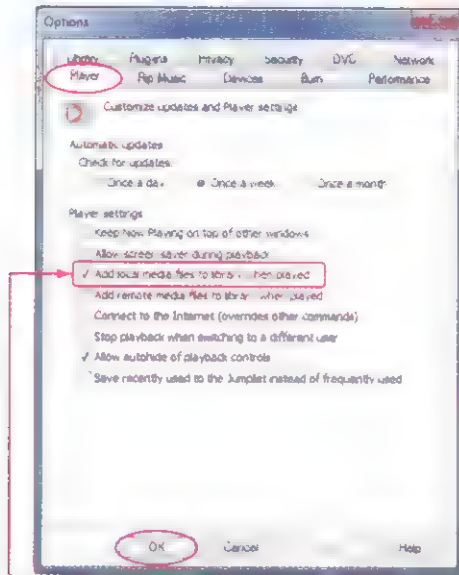 Options
Library Plug-ins Privacy Security DVD Network
Player Rip Music Devices Burn Performance
Customize updates and Player settings
Automatic updates
Check for updates:
Once a day Once a week Once a month
Player settings
Keep Now Playing on top of other windows
Allow screen saver during playback
Add local media files to library when played
Add remote media files to library when played
Connect to the Internet (overrides other commands)
Stop playback when switching to a different user
Allow autohide of playback controls
Save recently used to the Jumplist instead of frequently used
OK Cancel Help